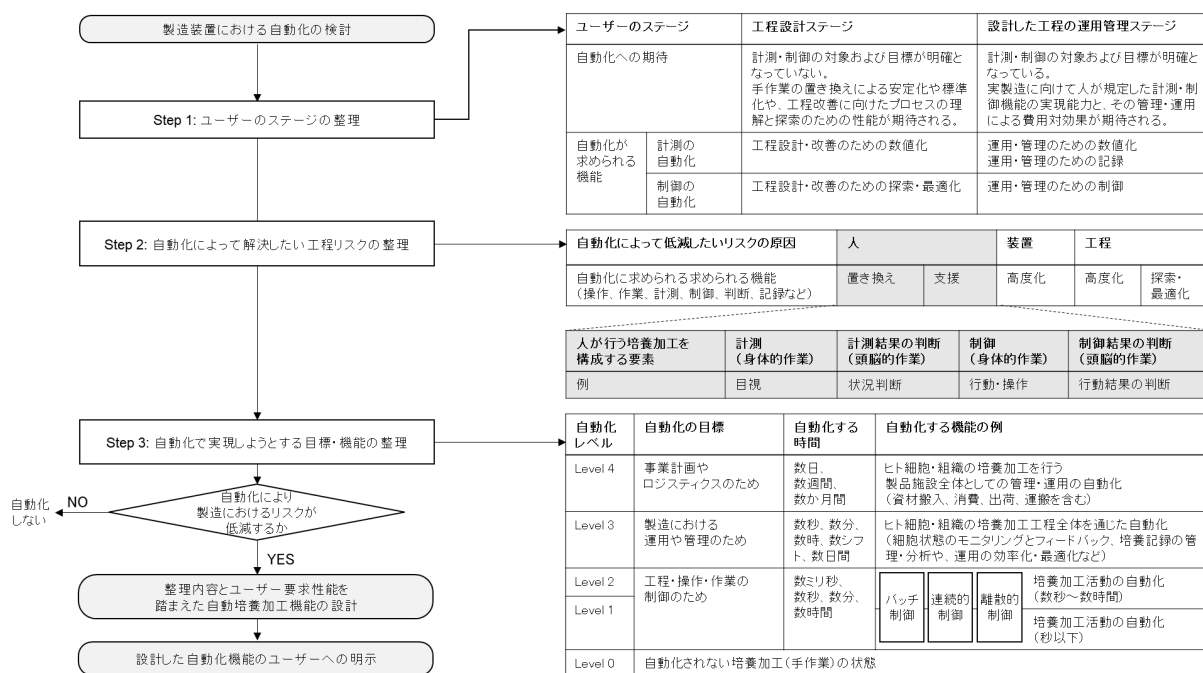 製造装置における自動化の検討
Step 1: ユーザーのステージの整理
Step 2: 自動化によって解決したい工程リスクの整理
Step 3: 自動化で実現しようとする目標・機能の整理
自動化により
製造におけるリスクが
低減するか
NO
自動化
しない
YES
整理内容とユーザー要求性能を
踏まえた自動培養加工機能の設計
設計した自動化機能のユーザーへの明示
ユーザーのステージ
工程設計ステージ
設計した工程の運用管理ステージ
自動化への期待
計測・制御の対象および目標が明確と
なっていない。
手作業の置き換えによる安定化や標準
化や、工程改善に向けたプロセスの理
解と探索のための性能が期待される。
計測・制御の対象および目標が明確と
なっている。
実製造に向けて人が規定した計測・制
御機能の実現能力と、その管理・運用
による費用対効果が期待される。
自動化が
求められる
機能
計測の
自動化
工程設計・改善のための数値化
運用・管理のための数値化
運用・管理のための記録
制御の
自動化
工程設計・改善のための探索・最適化
運用・管理のための制御
自動化によって低減したいリスクの原因
人
装置
工程
自動化に求められる求められる機能
（操作、作業、計測、制御、判断、記録など）
置き換え
支援
高度化
高度化
探索・
最適化
人が行う培養加工を
構成する要素
計測
（身体的作業）
計測結果の判断
（頭脳的作業）
制御
（身体的作業）
制御結果の判断
（頭脳的作業）
例
目視
状況判断
行動・操作
行動結果の判断
自動化
レベル
自動化の目標
自動化する
時間
自動化する機能の例
Level 4
事業計画や
ロジスティクスのため
数日、
数週間、
数か月間
ヒト細胞・組織の培養加工を行う
製品施設全体としての管理・運用の自動化
（資材搬入、消費、出荷、運搬を含む）
Level 3
製造における
運用や管理のため
数秒、数分、
数時、数シフ
ト、数日間
ヒト細胞・組織の培養加工工程全体を通じた自動化
（細胞状態のモニタリングとフィードバック、培養記録の管
理・分析や、運用の効率化・最適化など）
Level 2
Level 1
工程・操作・作業の
制御のため
数ミリ秒、
数秒、数分、
数時間
バッチ
制御
連続的
制御
離散的
制御
培養加工活動の自動化
（数秒～数時間）
培養加工活動の自動化
（秒以下）
Level 0
自動化されない培養加工（手作業）の状態